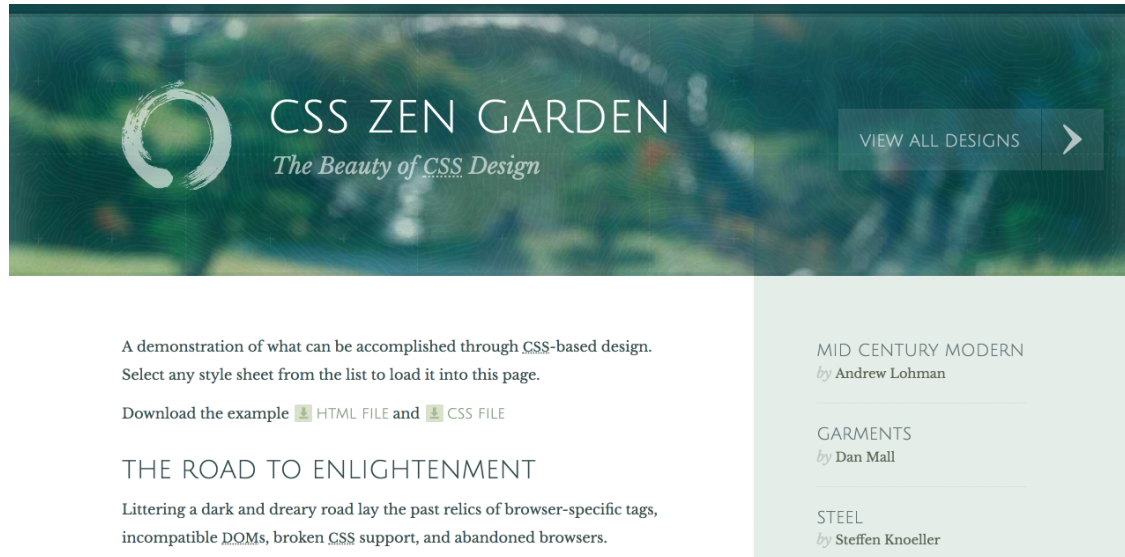 CSS ZEN GARDEN
The Beauty of CSS Design
VIEW ALL DESIGNS
A demonstration of what can be accomplished through CSS-based design.
Select any style sheet from the list to load it into this page.
Download the example HTML FILE and CSS FILE
THE ROAD TO ENLIGHTENMENT
Littering a dark and dreary road lay the past relics of browser-specific tags,
incompatible DOMs, broken CSS support, and abandoned browsers.
MID CENTURY MODERN
by Andrew Lohman
GARMENTS
by Dan Mall
STEEL
by Steffen Knoeller